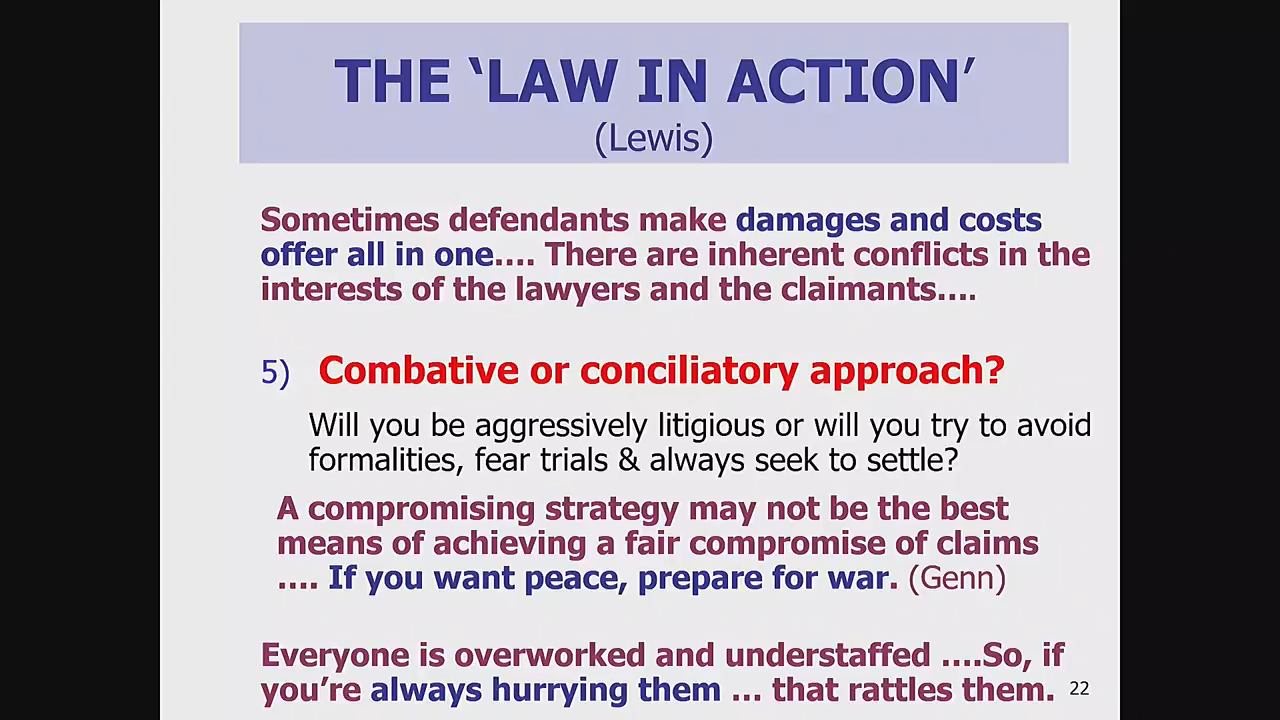 THE ‘LAW IN ACTION’
(Lewis)
Sometimes defendants make damages and costs
offer all in one…. There are inherent conflicts in the
interests of the lawyers and the claimants….
5) Combative or conciliatory approach?
Will you be aggressively litigious or will you try to avoid
formalities, fear trials & always seek to settle?
A compromising strategy may not be the best
means of achieving a fair compromise of claims
…. If you want peace, prepare for war. (Genn)
Everyone is overworked and understaffed ….So, if
you’re always hurrying them … that rattles them.
22